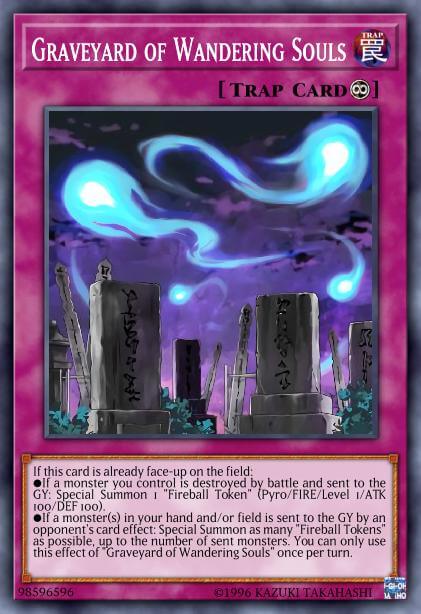 GRAVEYARD OF WANDERING SOULS
TRAP
罠
[TRAP CARD ]
If this card is already face-up on the field:
●If a monster you control is destroyed by battle and sent to the
GY: Special Summon 1 "Fireball Token" (Pyro/FIRE/Level 1/ATK
100/DEF 100).
●If a monster(s) in your hand and/or field is sent to the GY by an
opponent's card effect: Special Summon as many "Fireball Tokens"
as possible, up to the number of sent monsters. You can only use
this effect of "Graveyard of Wandering Souls" once per turn.
98596596
©1996 KAZUKI TAKAHASHI